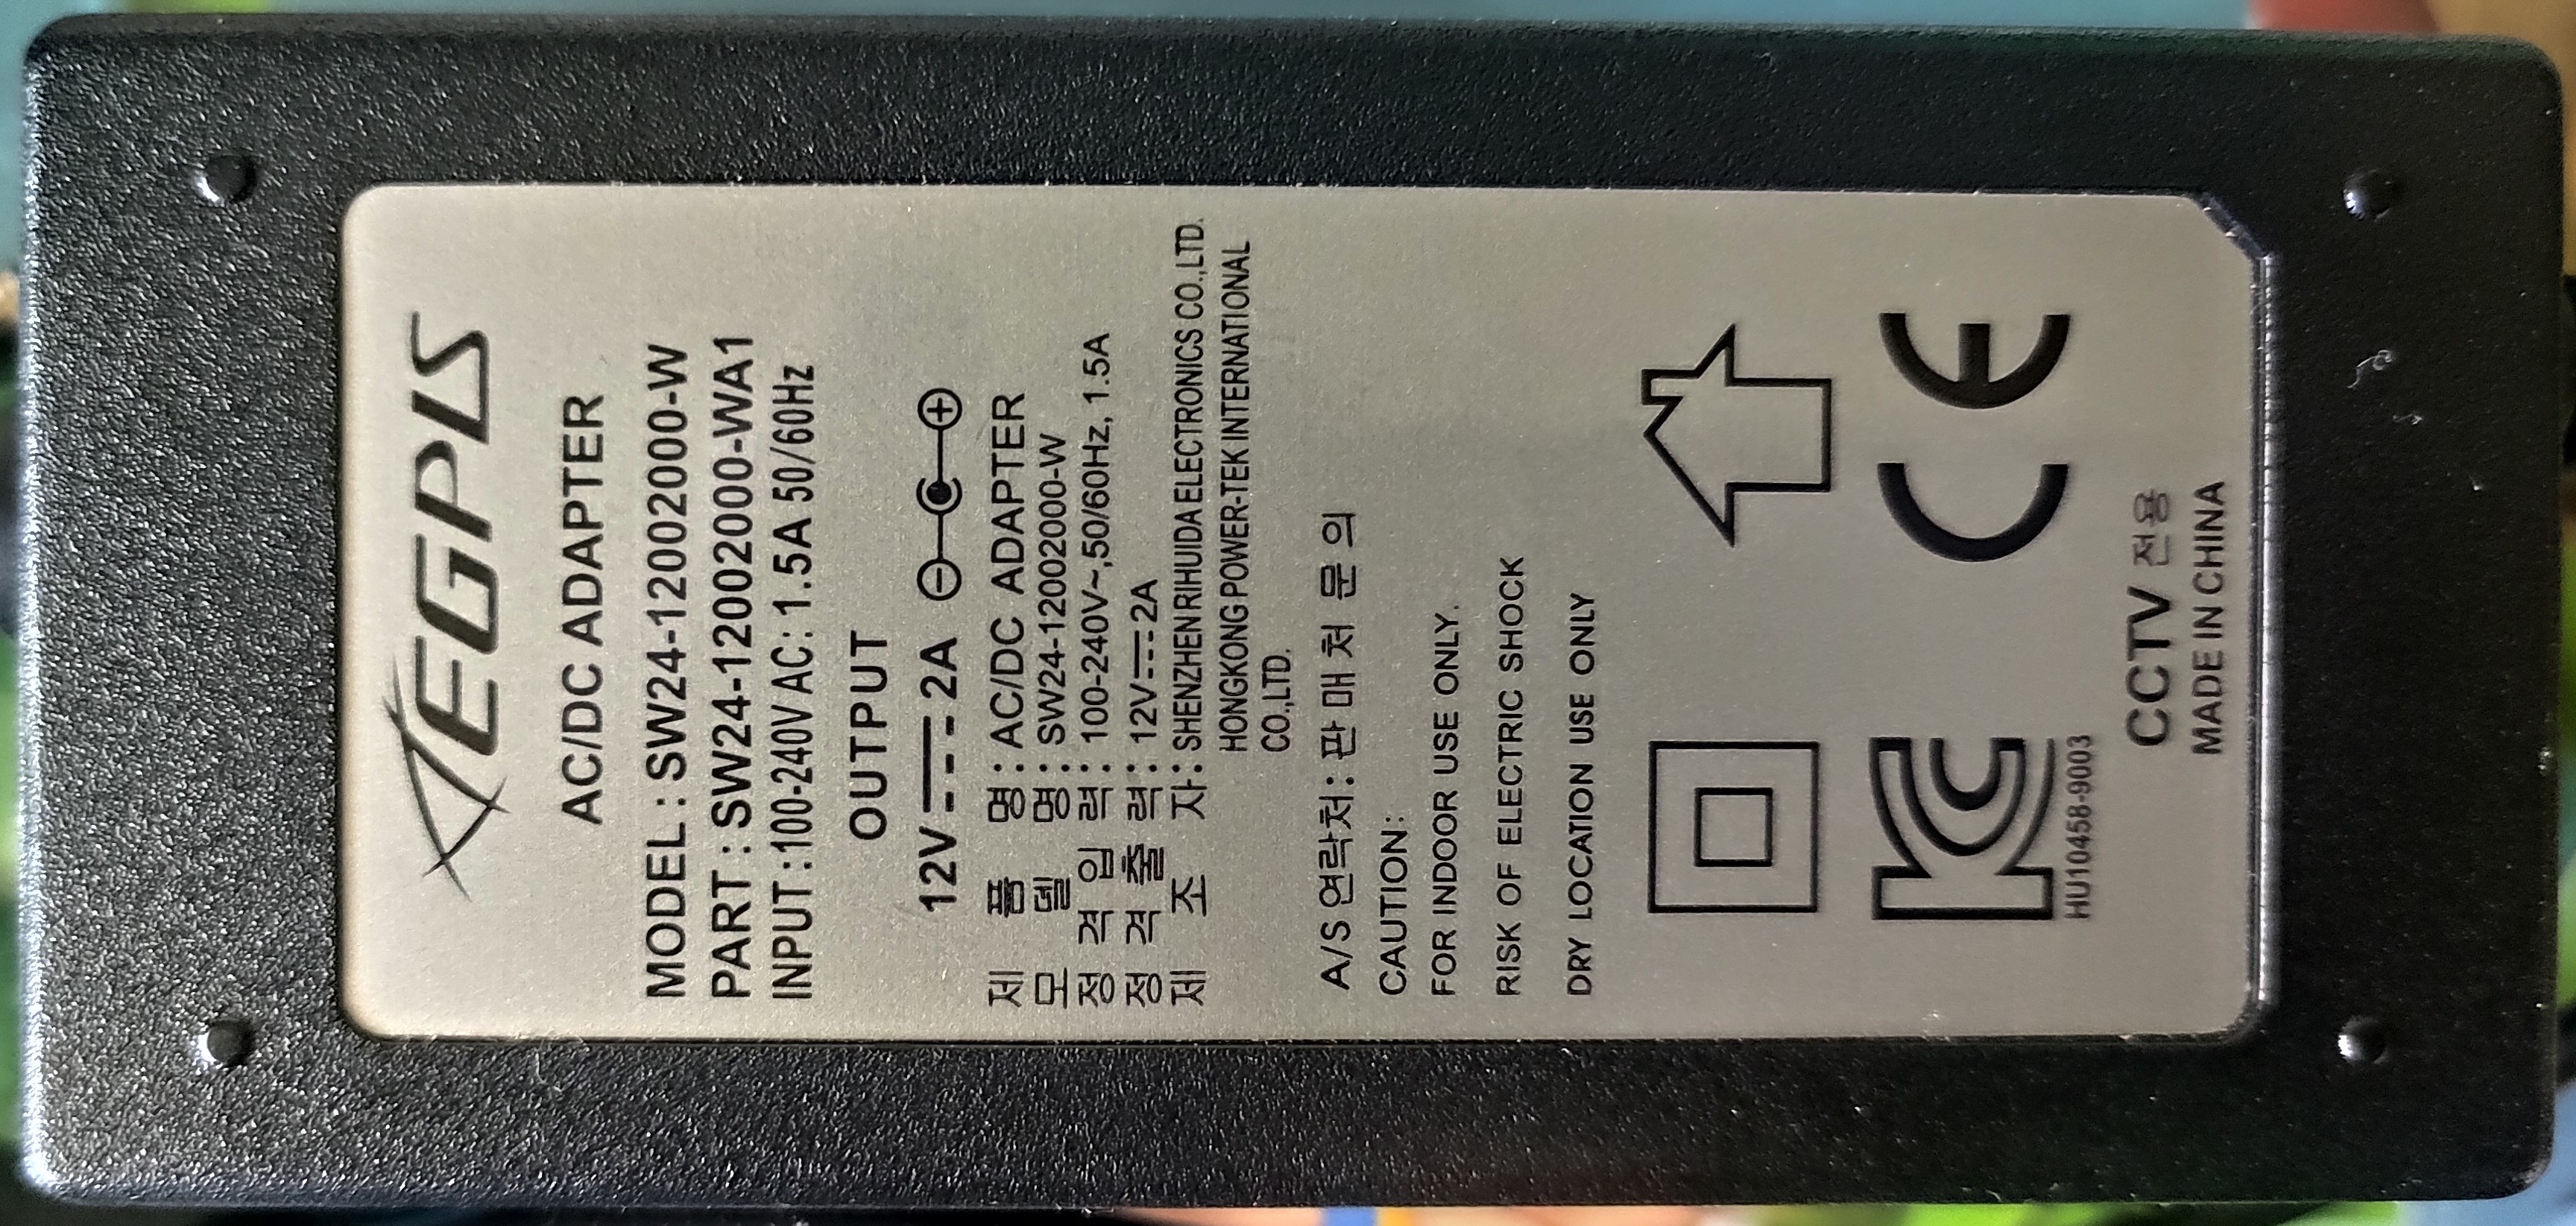 AEGPLS
AC/DC ADAPTER
MODEL : SW24-12002000-W
PART : SW24-12002000-WA1
INPUT :100-240V AC: 1.5A 50/60Hz
OUTPUT
12V⎓2A
제 품 명 : AC/DC ADAPTER
모 델 명 : SW24-12002000-W
정 격 입 력 : 100-240V~,50/60Hz, 1.5A
정 격 출 력 : 12V⎓2A
제 조 자 : SHENZHEN RIHUIDA ELECTRONICS CO.,LTD.
HONGKONG POWER-TEK INTERNATIONAL
CO.,LTD.
A/S 연락처 : 판 매 처 문 의
CAUTION:
FOR INDOOR USE ONLY.
RISK OF ELECTRIC SHOCK
DRY LOCATION USE ONLY
KC CE
HU10458-9003
CCTV 전용
MADE IN CHINA